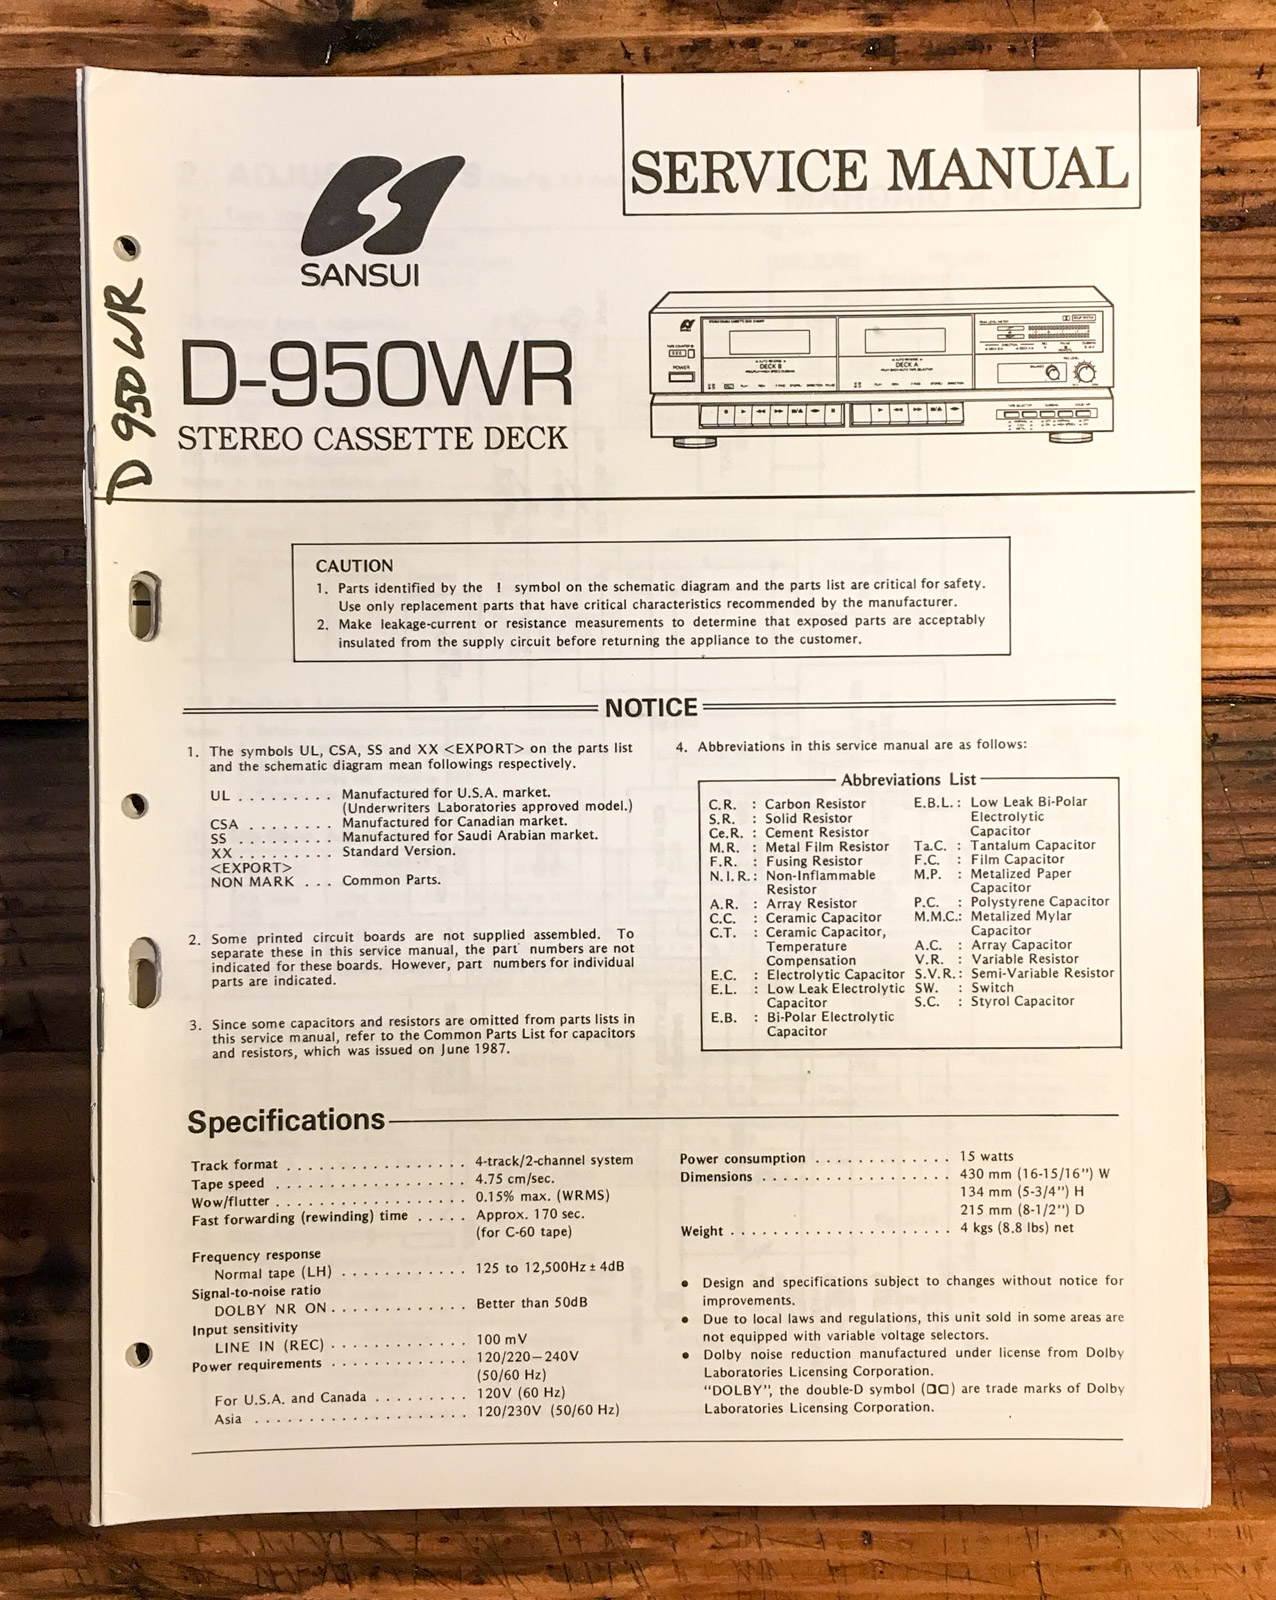 SERVICE MANUAL
SANSUI
D 950WR
D-950WR
STEREO CASSETTE DECK
POWER
DECK B
DECK A
CAUTION
1. Parts identified by the ! symbol on the schematic diagram and the parts list are critical for safety.
Use only replacement parts that have critical characteristics recommended by the manufacturer.
2. Make leakage-current or resistance measurements to determine that exposed parts are acceptably
insulated from the supply circuit before returning the appliance to the customer.
NOTICE
1. The symbols UL, CSA, SS and XX <EXPORT> on the parts list
and the schematic diagram mean followings respectively.
UL . . . . . . . . . Manufactured for U.S.A. market.
(Underwriters Laboratories approved model.)
CSA . . . . . . . . Manufactured for Canadian market.
SS . . . . . . . . . Manufactured for Saudi Arabian market.
XX . . . . . . . . . Standard Version.
<EXPORT>
NON MARK . . . Common Parts.
2. Some printed circuit boards are not supplied assembled. To
separate these in this service manual, the part numbers are not
indicated for these boards. However, part numbers for individual
parts are indicated.
3. Since some capacitors and resistors are omitted from parts lists in
this service manual, refer to the Common Parts List for capacitors
and resistors, which was issued on June 1987.
4. Abbreviations in this service manual are as follows:
Abbreviations List
C.R. : Carbon Resistor
S.R. : Solid Resistor
Ce.R. : Cement Resistor
M.R. : Metal Film Resistor
F.R. : Fusing Resistor
N.I.R. : Non-Inflammable
Resistor
A.R. : Array Resistor
C.C. : Ceramic Capacitor
C.T. : Ceramic Capacitor,
Temperature
Compensation
E.C. : Electrolytic Capacitor
E.L. : Low Leak Electrolytic
Capacitor
E.B. : Bi-Polar Electrolytic
Capacitor
E.B.L. : Low Leak Bi-Polar
Electrolytic
Capacitor
Ta.C. : Tantalum Capacitor
F.C. : Film Capacitor
M.P. : Metalized Paper
Capacitor
P.C. : Polystyrene Capacitor
M.M.C.: Metalized Mylar
Capacitor
A.C. : Array Capacitor
V.R. : Variable Resistor
S.V.R. : Semi-Variable Resistor
SW. : Switch
S.C. : Styrol Capacitor
Specifications
Track format . . . . . . . . . . . . . . . . . 4-track/2-channel system
Tape speed . . . . . . . . . . . . . . . . . . 4.75 cm/sec.
Wow/flutter . . . . . . . . . . . . . . . . . . 0.15% max. (WRMS)
Fast forwarding (rewinding) time . . . . . Approx. 170 sec.
(for C-60 tape)
Frequency response
Normal tape (LH) . . . . . . . . . . . . 125 to 12,500Hz ± 4dB
Signal-to-noise ratio
DOLBY NR ON . . . . . . . . . . . . . Better than 50dB
Input sensitivity
LINE IN (REC) . . . . . . . . . . . . . 100 mV
Power requirements . . . . . . . . . . . . . 120/220–240V
(50/60 Hz)
For U.S.A. and Canada . . . . . . . . . 120V (60 Hz)
Asia . . . . . . . . . . . . . . . . . . . . 120/230V (50/60 Hz)
Power consumption . . . . . . . . . . . . . 15 watts
Dimensions . . . . . . . . . . . . . . . . . . 430 mm (16-15/16") W
134 mm (5-3/4") H
215 mm (8-1/2") D
Weight . . . . . . . . . . . . . . . . . . . . . 4 kgs (8.8 lbs) net
● Design and specifications subject to changes without notice for
improvements.
● Due to local laws and regulations, this unit sold in some areas are
not equipped with variable voltage selectors.
● Dolby noise reduction manufactured under license from Dolby
Laboratories Licensing Corporation.
"DOLBY", the double-D symbol (DD) are trade marks of Dolby
Laboratories Licensing Corporation.